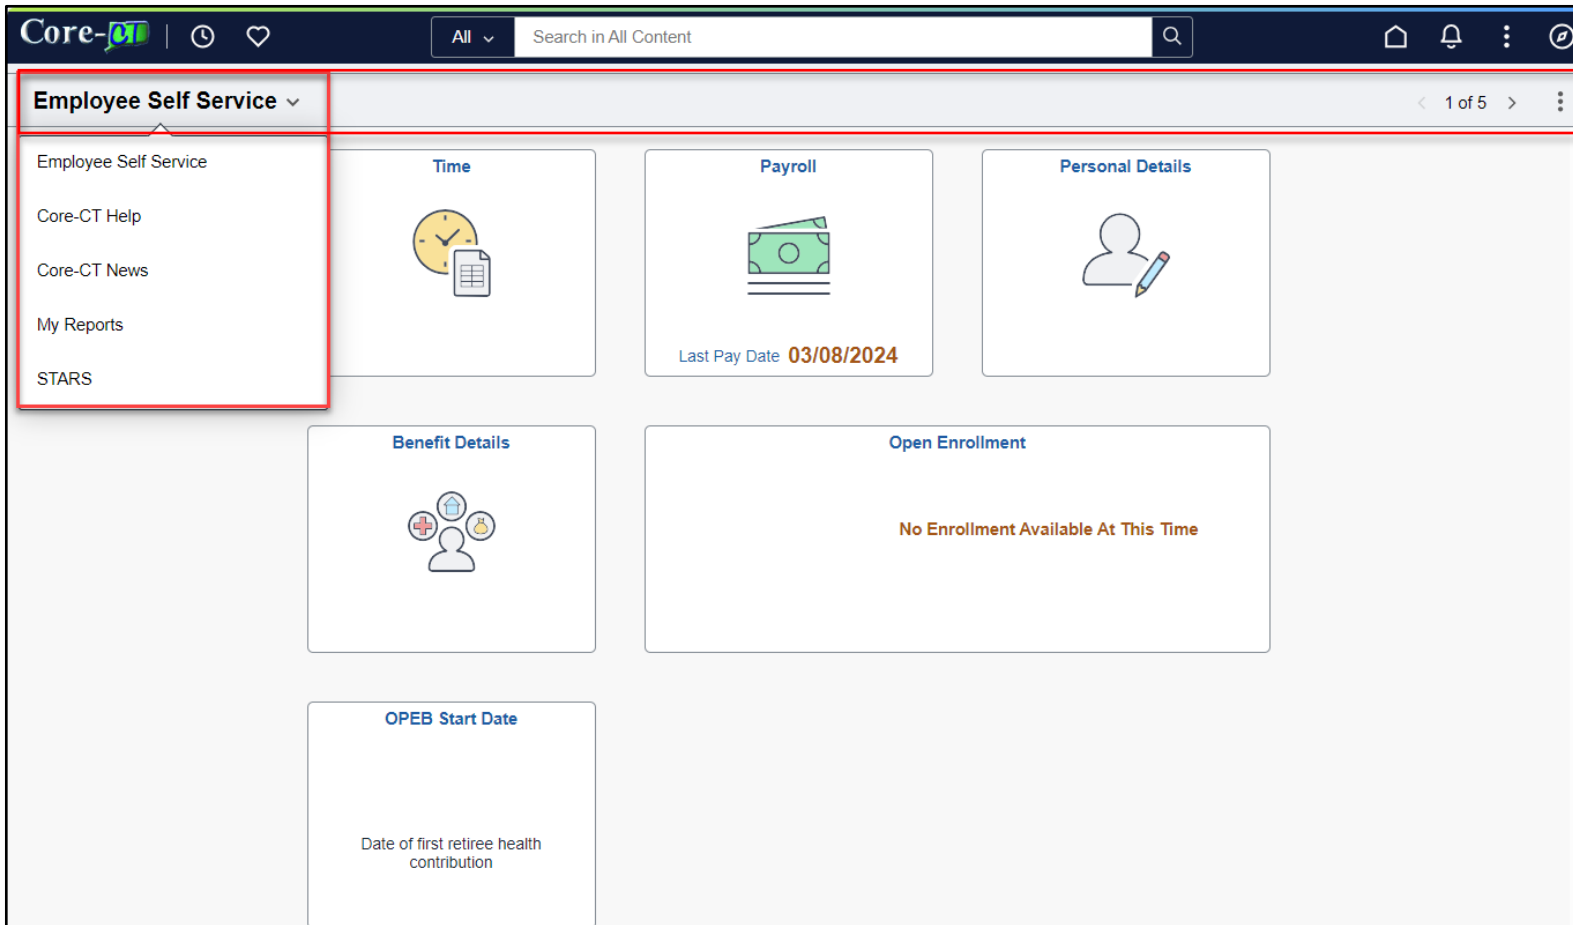 Core-CT
All
Search in All Content
Employee Self Service
1 of 5
Employee Self Service
Core-CT Help
Core-CT News
My Reports
STARS
Time
Payroll
Last Pay Date 03/08/2024
Personal Details
Benefit Details
Open Enrollment
No Enrollment Available At This Time
OPEB Start Date
Date of first retiree health
contribution